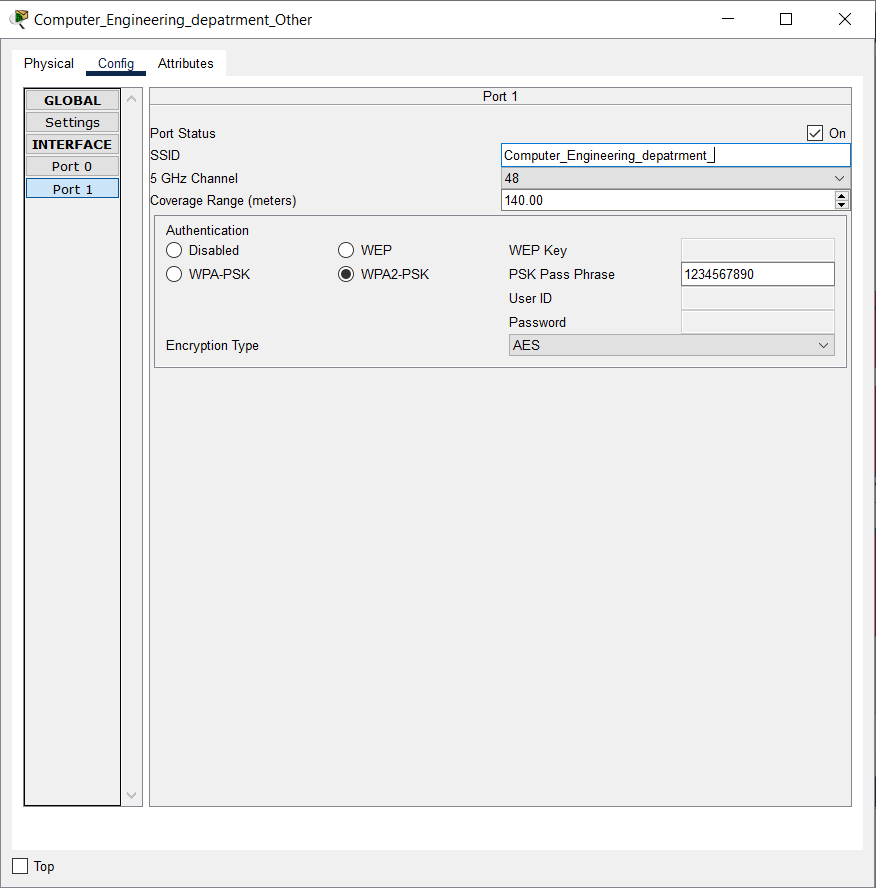 Computer_Engineering_depatrment_Other
Physical Config Attributes
GLOBAL
Settings
INTERFACE
Port 0
Port 1
Port 1
Port Status On
SSID Computer_Engineering_depatrment_
5 GHz Channel 48
Coverage Range (meters) 140.00
Authentication
Disabled WEP WEP Key
WPA-PSK WPA2-PSK PSK Pass Phrase 1234567890
User ID
Password
Encryption Type AES
Top